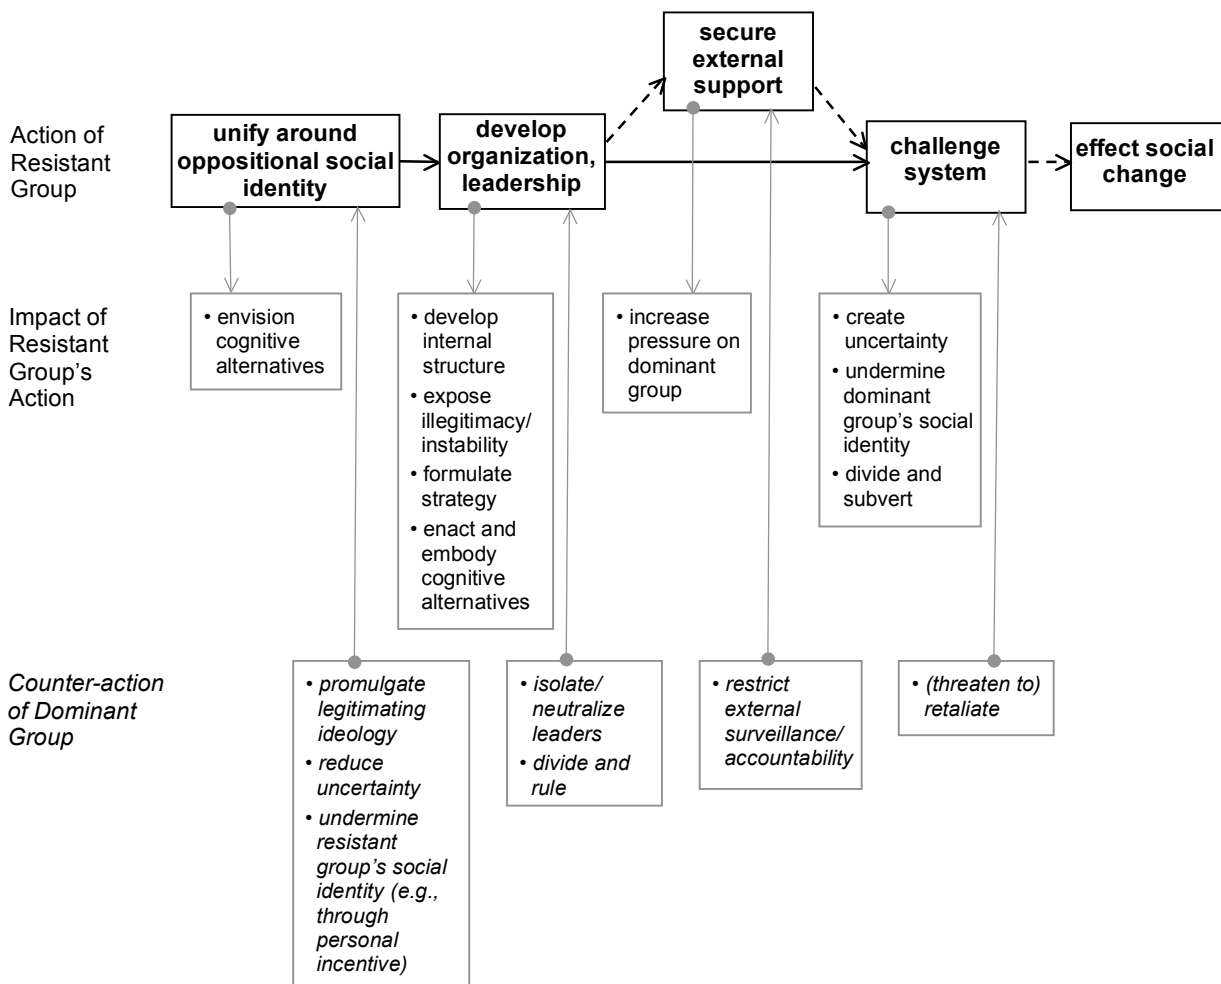 secure
external
support
Action of
Resistant
Group
unify around
oppositional social
identity
develop
organization,
leadership
challenge
system
effect social
change
Impact of
Resistant
Group's
Action
• envision
cognitive
alternatives
• develop
internal
structure
• expose
illegitimacy/
instability
• formulate
strategy
• enact and
embody
cognitive
alternatives
• increase
pressure on
dominant
group
• create
uncertainty
• undermine
dominant
group's social
identity
• divide and
subvert
Counter-action
of Dominant
Group
• promulgate
legitimating
ideology
• reduce
uncertainty
• undermine
resistant
group's social
identity (e.g.,
through
personal
incentive)
• isolate/
neutralize
leaders
• divide and
rule
• restrict
external
surveillance/
accountability
• (threaten to)
retaliate